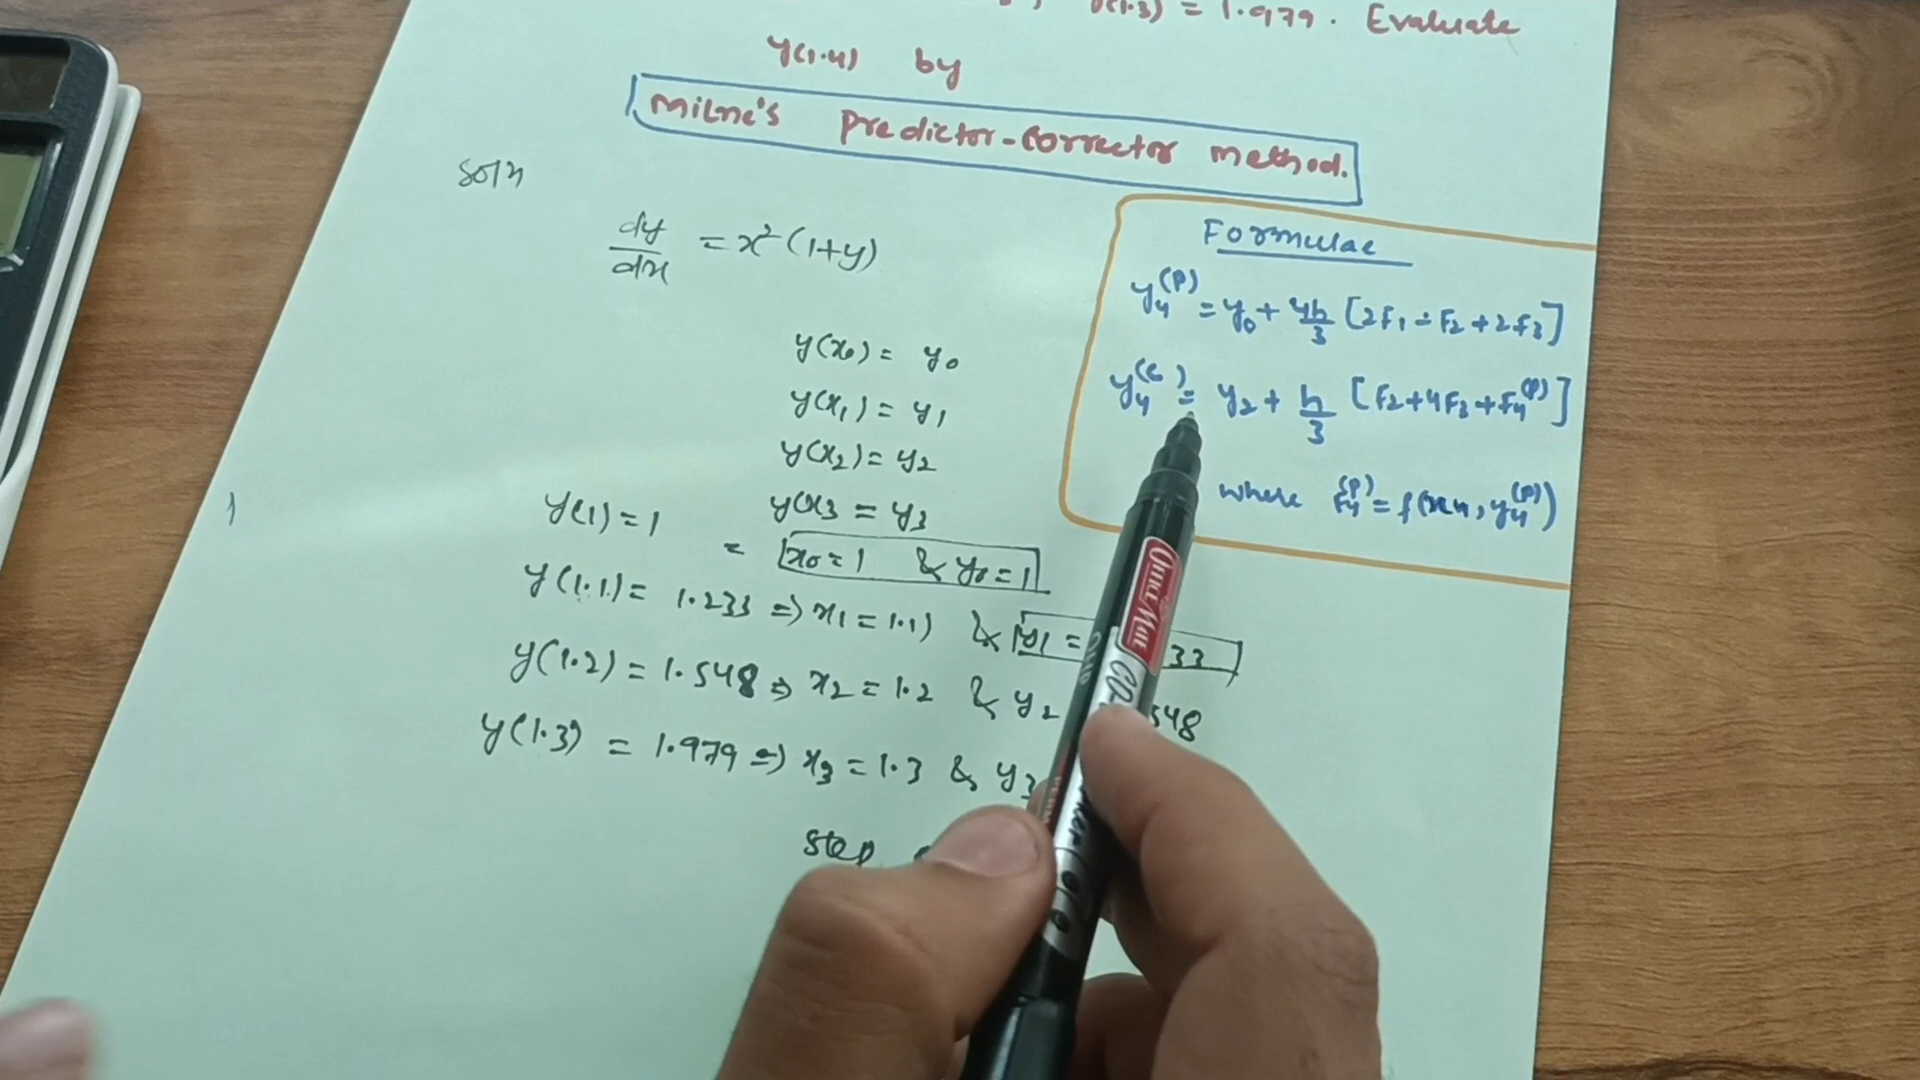 y(1.3) = 1.979. Evaluate
y(1.4) by
Milne's predictor-corrector method.
soln
dy/dx = x²(1+y)
Formulae
y₄⁽ᵖ⁾ = y₀ + 4h/3 [2f₁ - f₂ + 2f₃]
y₄⁽ᶜ⁾ = y₂ + h/3 [f₂+4f₃+f₄⁽ᵖ⁾]
where f₄⁽ᵖ⁾ = f(x₄, y₄⁽ᵖ⁾)
y(x₀) = y₀
y(x₁) = y₁
y(x₂) = y₂
y(x₃ = y₃
y(1) = 1
= x₀ = 1 & y₀ = 1
y(1.1) = 1.233 ⇒ x₁ = 1.1) & y₁ = 33
y(1.2) = 1.548 ⇒ x₂ = 1.2 & y₂ 548
y(1.3) = 1.979 ⇒ x₃ = 1.3 & y₃
step